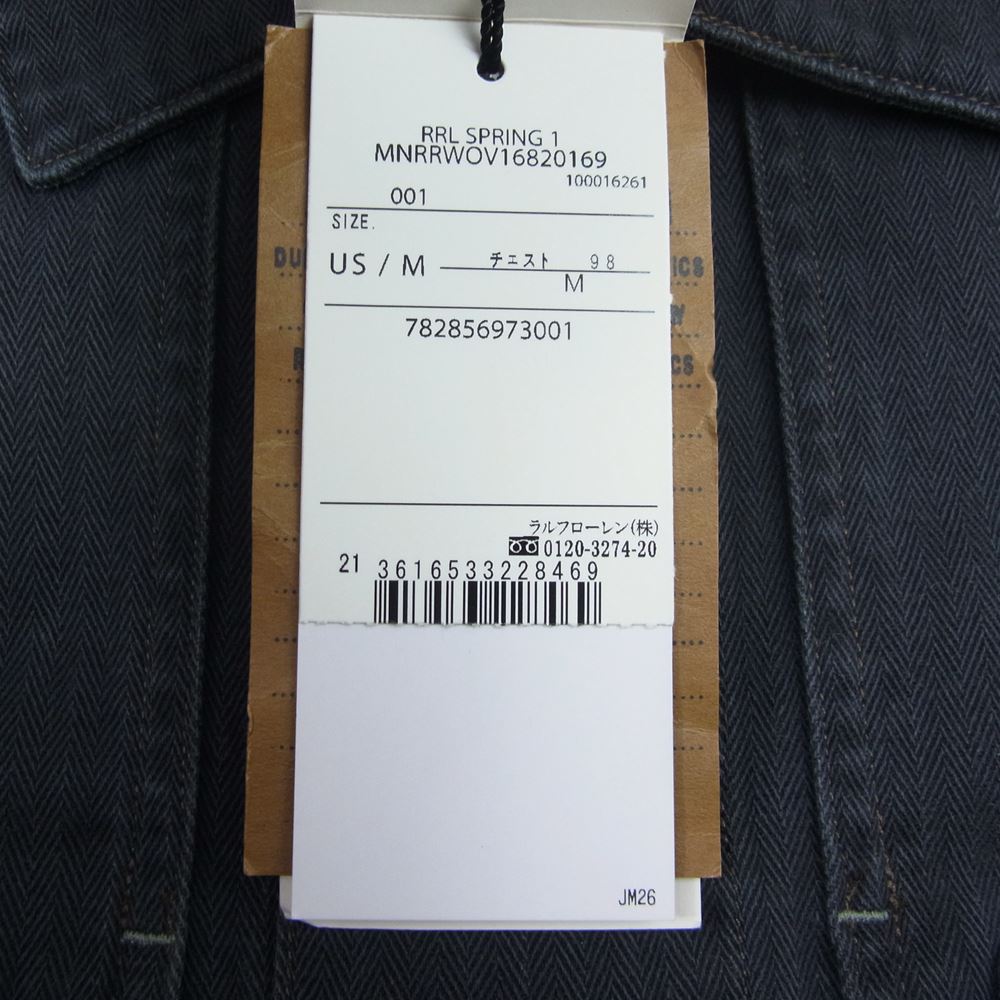 RRL SPRING 1
MNRRWOV16820169
100016261
001
SIZE.
US / M
チェスト 98
M
782856973001
ラルフローレン(株)
0120-3274-20
21
3616533228469
JM26